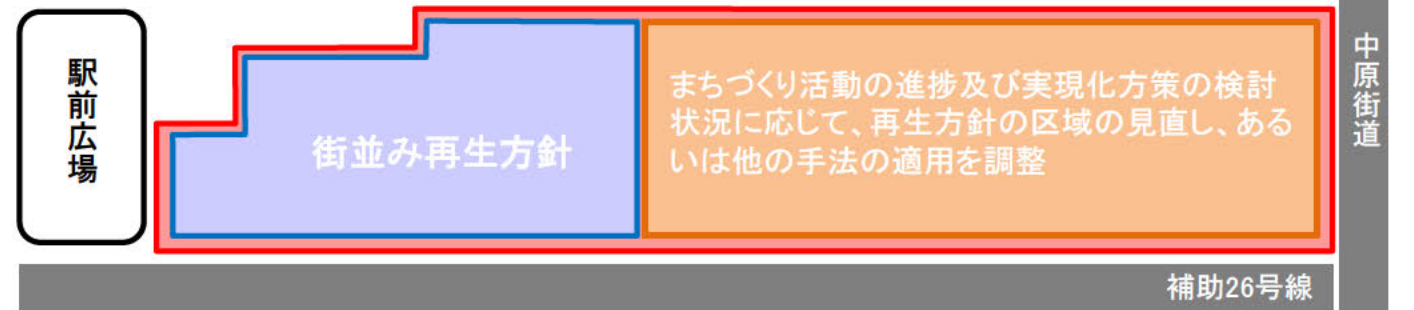 駅前広場
街並み再生方針
まちづくり活動の進捗及び実現化方策の検討
状況に応じて、再生方針の区域の見直し、ある
いは他の手法の適用を調整
中原街道
補助26号線